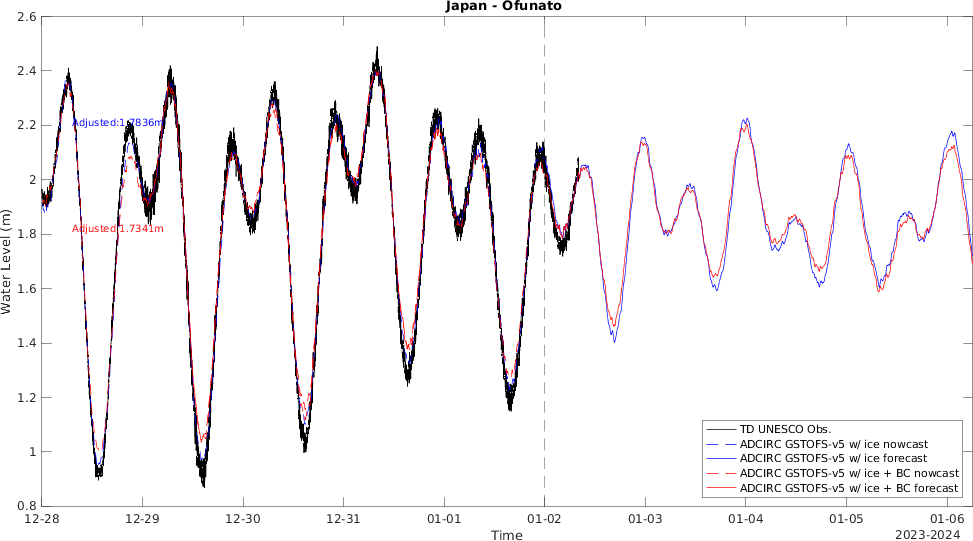 Japan - Ofunato
2.6
2.4
2.2
2
1.8
1.6
1.4
1.2
1
0.8
Water Level (m)
Adjusted:1.7836m
Adjusted:1.7341m
TD UNESCO Obs.
ADCIRC GSTOFS-v5 w/ ice nowcast
ADCIRC GSTOFS-v5 w/ ice forecast
ADCIRC GSTOFS-v5 w/ ice + BC nowcast
ADCIRC GSTOFS-v5 w/ ice + BC forecast
12-28 12-29 12-30 12-31 01-01 01-02 01-03 01-04 01-05 01-06
Time
2023-2024